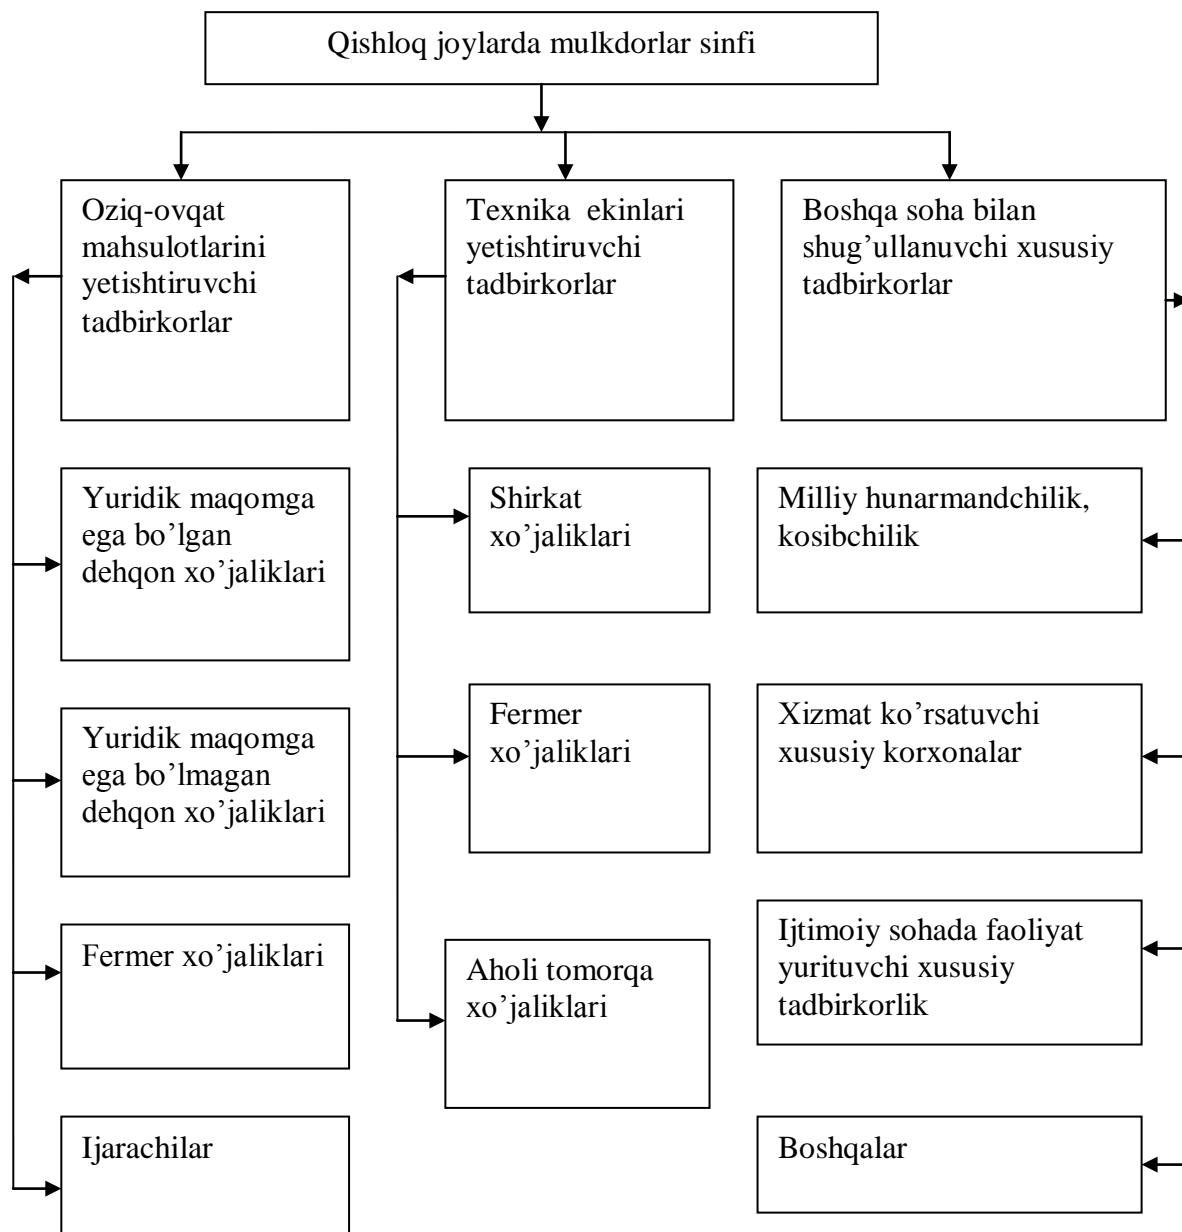 Qishloq joylarda mulkdorlar sinfi
Oziq-ovqat
mahsulotlarini
yetishtiruvchi
tadbirkorlar
Texnika ekinlari
yetishtiruvchi
tadbirkorlar
Boshqa soha bilan
shug’ullanuvchi xususiy
tadbirkorlar
Yuridik maqomga
ega bo’lgan
dehqon xo’jaliklari
Shirkat
xo’jaliklari
Milliy hunarmandchilik,
kosibchilik
Yuridik maqomga
ega bo’lmagan
dehqon xo’jaliklari
Fermer
xo’jaliklari
Xizmat ko’rsatuvchi
xususiy korxonalar
Fermer xo’jaliklari
Aholi tomorqa
xo’jaliklari
Ijtimoiy sohada faoliyat
yurituvchi xususiy
tadbirkorlik
Ijarachilar
Boshqalar